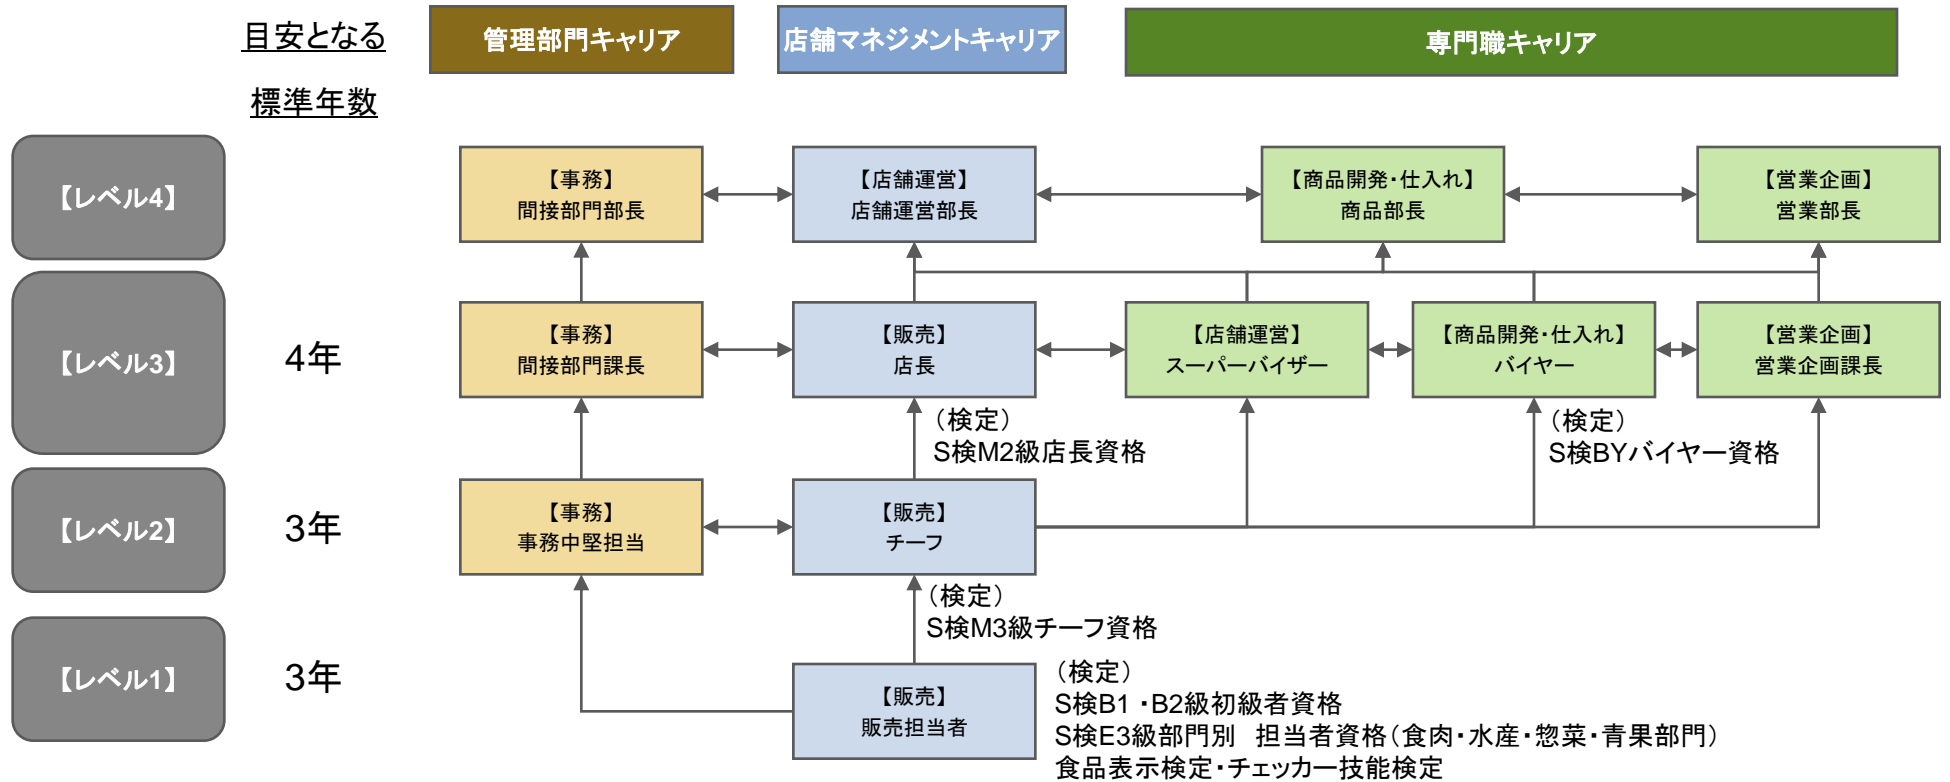 目安となる
標準年数
管理部門キャリア
店舗マネジメントキャリア
専門職キャリア
【レベル4】
【事務】
間接部門部長
【店舗運営】
店舗運営部長
【商品開発・仕入れ】
商品部長
【営業企画】
営業部長
【レベル3】
4年
【事務】
間接部門課長
【販売】
店長
【店舗運営】
スーパーバイザー
【商品開発・仕入れ】
バイヤー
【営業企画】
営業企画課長
（検定）
S検M2級店長資格
（検定）
S検BYバイヤー資格
【レベル2】
3年
【事務】
事務中堅担当
【販売】
チーフ
（検定）
S検M3級チーフ資格
【レベル1】
3年
【販売】
販売担当者
（検定）
S検B1 ・B2級初級者資格
S検E3級部門別　担当者資格（食肉・水産・惣菜・青果部門）
食品表示検定・チェッカー技能検定